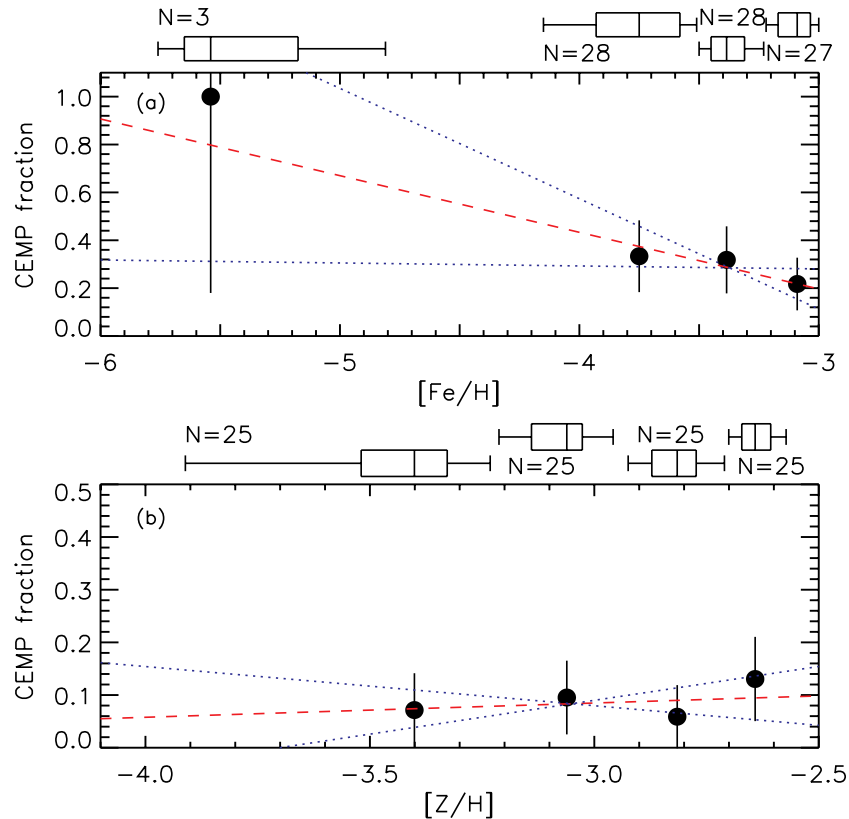 N=3
N=28
N=28
N=27
(a)
CEMP fraction
1.0
0.8
0.6
0.4
0.2
0.0
−6
−5
−4
−3
[Fe/H]
N=25
N=25
N=25
N=25
(b)
CEMP fraction
0.5
0.4
0.3
0.2
0.1
0.0
−4.0
−3.5
−3.0
−2.5
[Z/H]